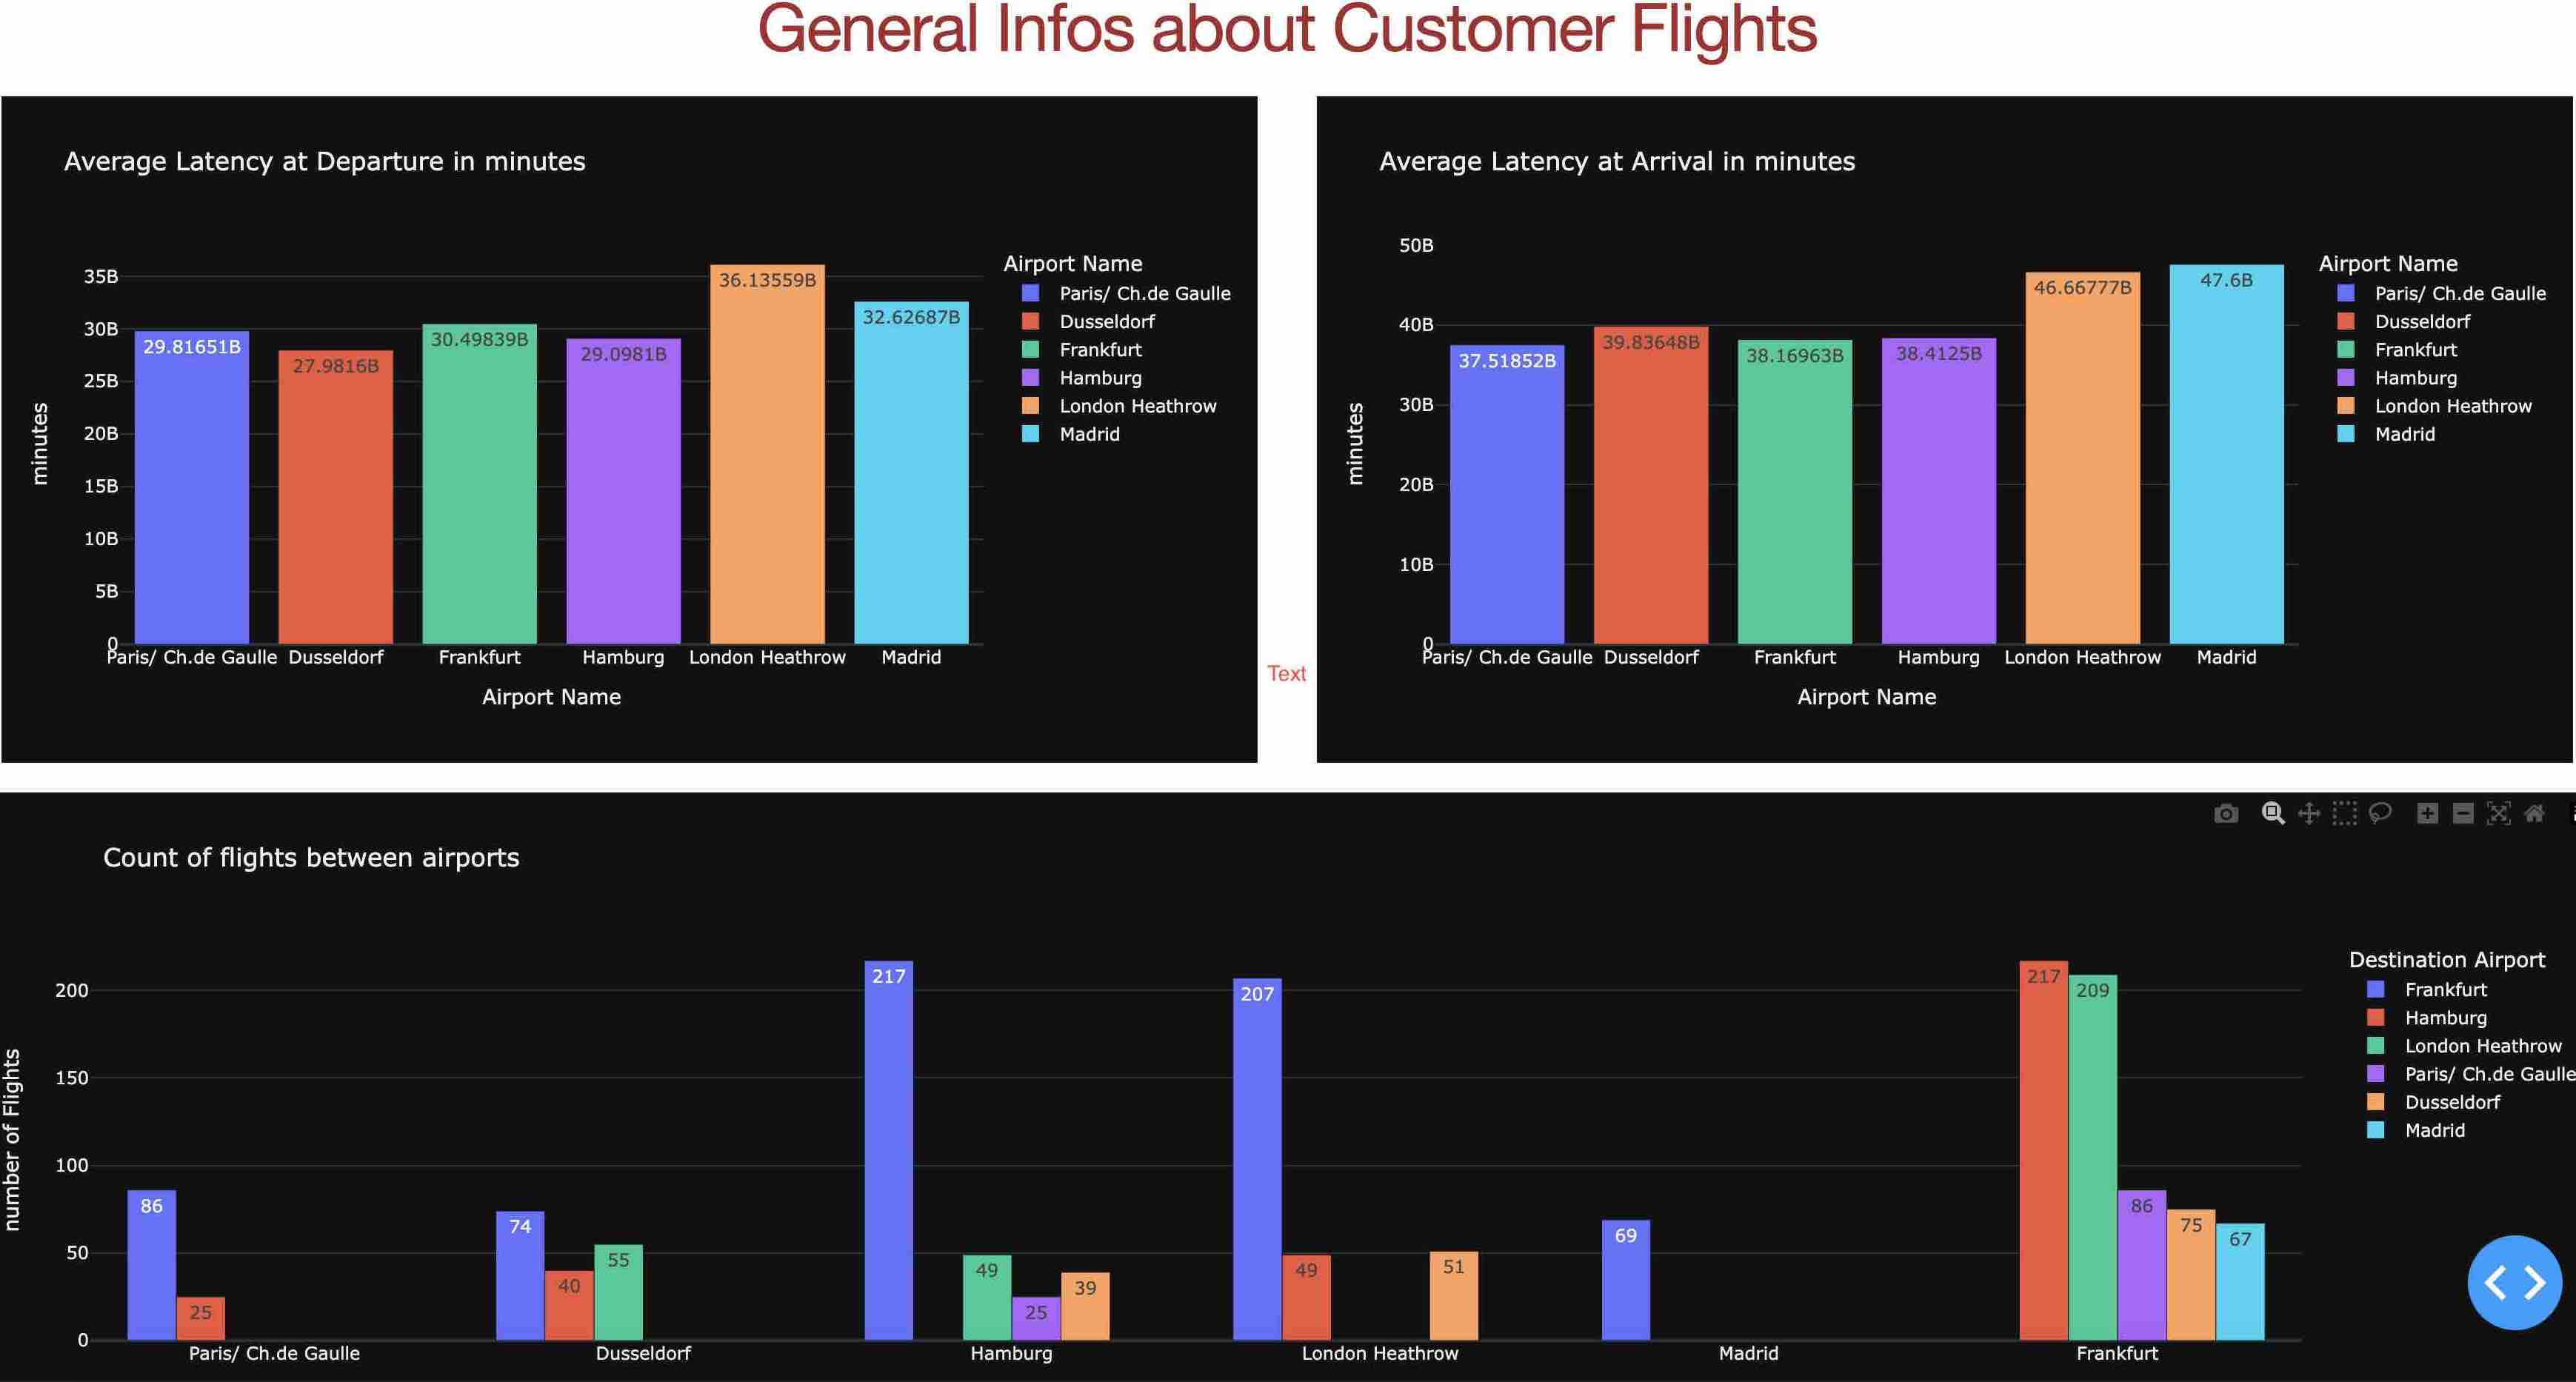 General Infos about Customer Flights
Average Latency at Departure in minutes
minutes
35B
30B
25B
20B
15B
10B
5B
0
29.81651B
27.9816B
30.49839B
29.0981B
36.13559B
32.62687B
Paris/ Ch.de Gaulle
Dusseldorf
Frankfurt
Hamburg
London Heathrow
Madrid
Airport Name
Airport Name
Paris/ Ch.de Gaulle
Dusseldorf
Frankfurt
Hamburg
London Heathrow
Madrid
Text
Average Latency at Arrival in minutes
minutes
50B
40B
30B
20B
10B
0
37.51852B
39.83648B
38.16963B
38.4125B
46.66777B
47.6B
Paris/ Ch.de Gaulle
Dusseldorf
Frankfurt
Hamburg
London Heathrow
Madrid
Airport Name
Airport Name
Paris/ Ch.de Gaulle
Dusseldorf
Frankfurt
Hamburg
London Heathrow
Madrid
Count of flights between airports
number of Flights
200
150
100
50
0
86
25
74
40
55
217
49
25
39
207
49
51
69
217
209
86
75
67
Paris/ Ch.de Gaulle
Dusseldorf
Hamburg
London Heathrow
Madrid
Frankfurt
Destination Airport
Frankfurt
Hamburg
London Heathrow
Paris/ Ch.de Gaulle
Dusseldorf
Madrid